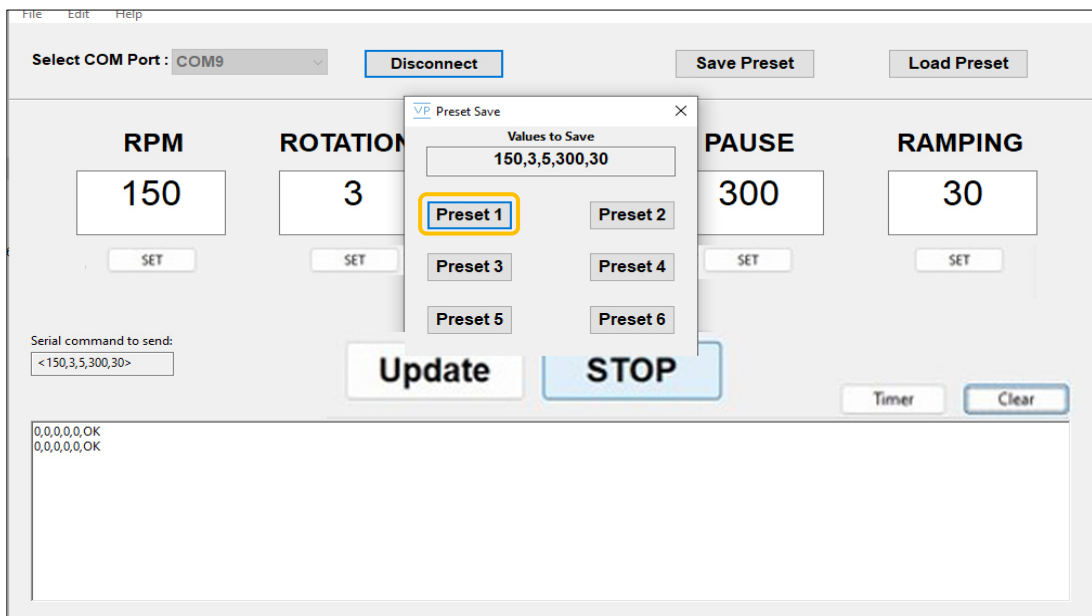 File Edit Help
Select COM Port : COM9 Disconnect Save Preset Load Preset
VP Preset Save
Values to Save
150,3,5,300,30
RPM ROTATION PAUSE RAMPING
150 3 300 30
Preset 1 Preset 2
SET SET SET SET
Preset 3 Preset 4
Preset 5 Preset 6
Serial command to send:
<150,3,5,300,30>
Update STOP
Timer Clear
0,0,0,0,0,OK
0,0,0,0,0,OK